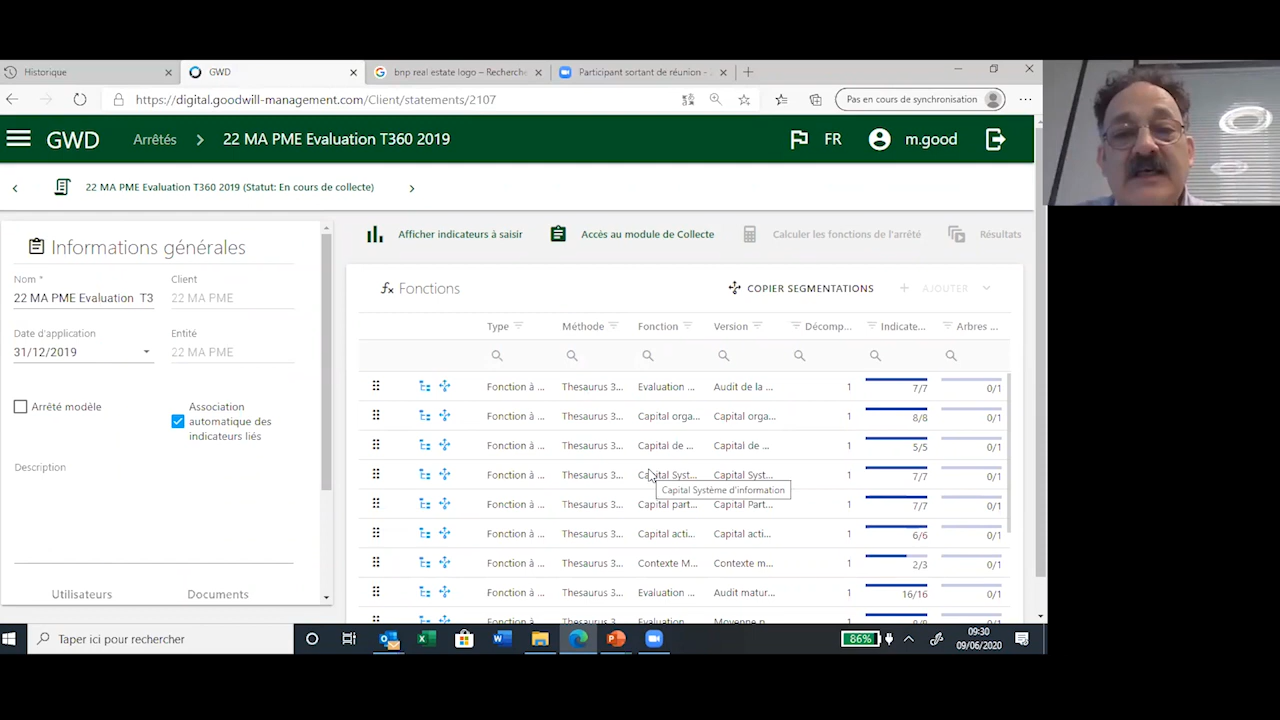 Historique
GWD
bnp real estate logo – Recherche
Participant sortant de réunion -
https://digital.goodwill-management.com/Client/statements/2107
Pas en cours de synchronisation
GWD Arrêtés 22 MA PME Evaluation T360 2019 FR m.good
22 MA PME Evaluation T360 2019 (Statut: En cours de collecte)
Informations générales
Nom * Client
22 MA PME Evaluation T3 22 MA PME
Date d'application Entité
31/12/2019 22 MA PME
Arrêté modèle
Association
automatique des
indicateurs liés
Description
Utilisateurs Documents
Afficher indicateurs à saisir Accès au module de Collecte Calculer les fonctions de l'arrêté Résultats
fx Fonctions COPIER SEGMENTATIONS + AJOUTER
Type Méthode Fonction Version Décomp... Indicate... Arbres ...
Fonction à ... Thesaurus 3... Evaluation ... Audit de la ... 1 7/7 0/1
Fonction à ... Thesaurus 3... Capital orga... Capital orga... 1 8/8 0/1
Fonction à ... Thesaurus 3... Capital de ... Capital de ... 1 5/5 0/1
Fonction à ... Thesaurus 3... Capital Syst... Capital Syst... 1 7/7 0/1
Capital Système d'information
Fonction à ... Thesaurus 3... Capital part... Capital Part... 1 7/7 0/1
Fonction à ... Thesaurus 3... Capital acti... Capital acti... 1 6/6 0/1
Fonction à ... Thesaurus 3... Contexte M... Contexte m... 1 2/3 0/1
Fonction à ... Thesaurus 3... Evaluation ... Audit matur... 1 16/16 0/1
Fonction à ... Thesaurus 3... Evaluation Moyenne p 1
Taper ici pour rechercher
86%
09:30
09/06/2020